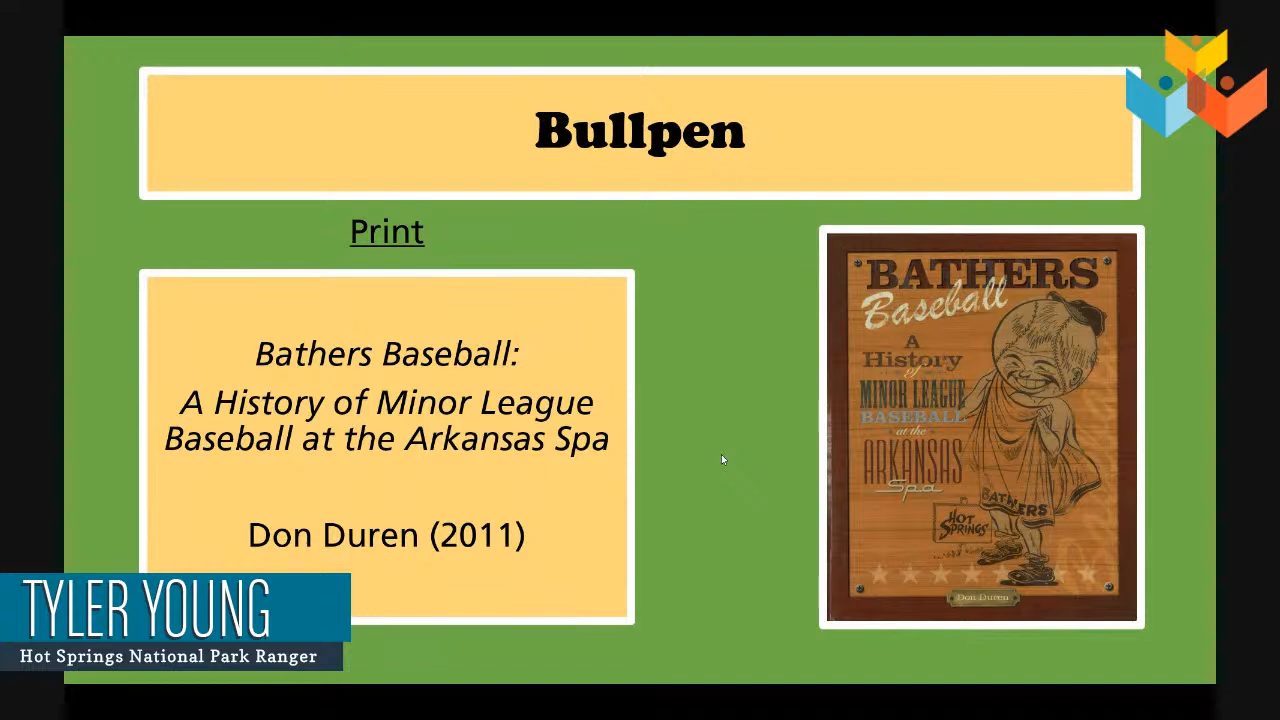 Bullpen
Print
Bathers Baseball:
A History of Minor League
Baseball at the Arkansas Spa
Don Duren (2011)
BATHERS
Baseball
A
History
of
MINOR LEAGUE
BASEBALL
at the
ARKANSAS
Spa
BATHERS
HOT
SPRINGS
Don Duren
TYLER YOUNG
Hot Springs National Park Ranger